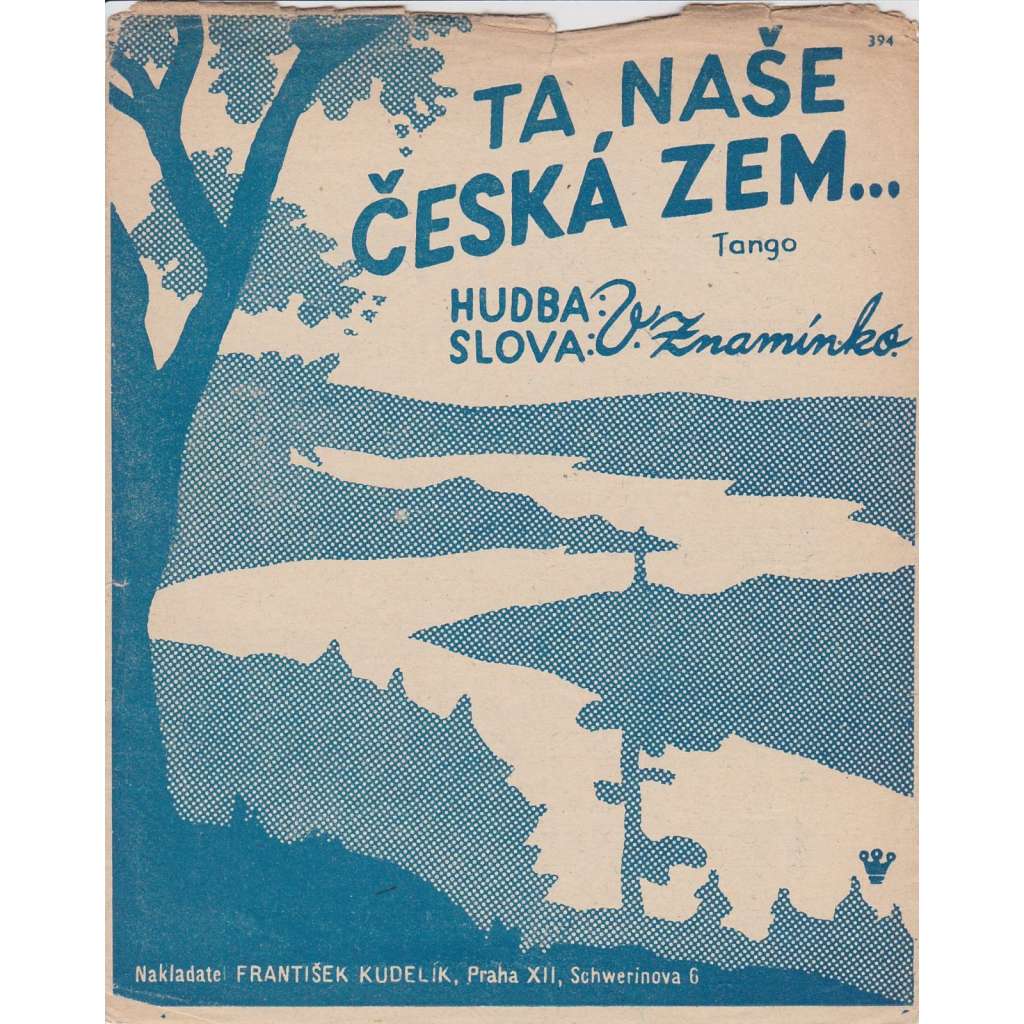 394
TA NAŠE
ČESKÁ ZEM...
Tango
HUDBA:
SLOVA: V. Znamínko.
Nakladatel FRANTIŠEK KUDELÍK, Praha XII, Schwerinova 6